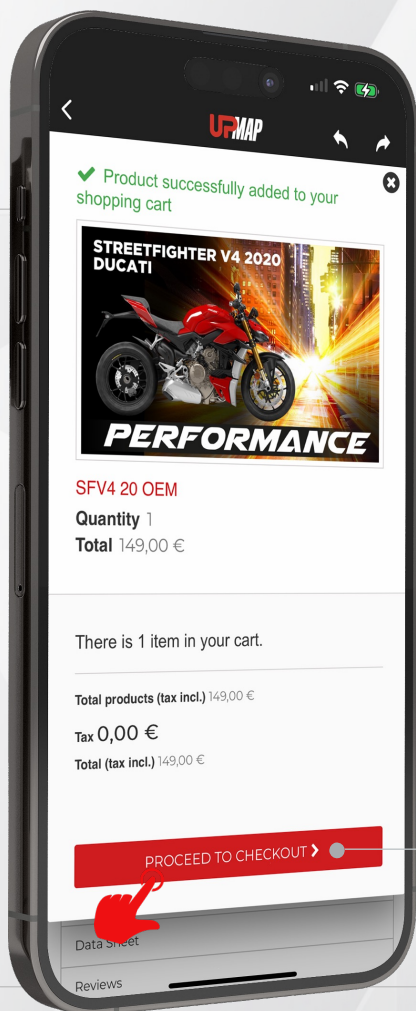 UPMAP
Product successfully added to your
shopping cart
STREETFIGHTER V4 2020
DUCATI
PERFORMANCE
SFV4 20 OEM
Quantity 1
Total 149,00 €
There is 1 item in your cart.
Total products (tax incl.) 149,00 €
Tax 0,00 €
Total (tax incl.) 149,00 €
PROCEED TO CHECKOUT
Data Sheet
Reviews